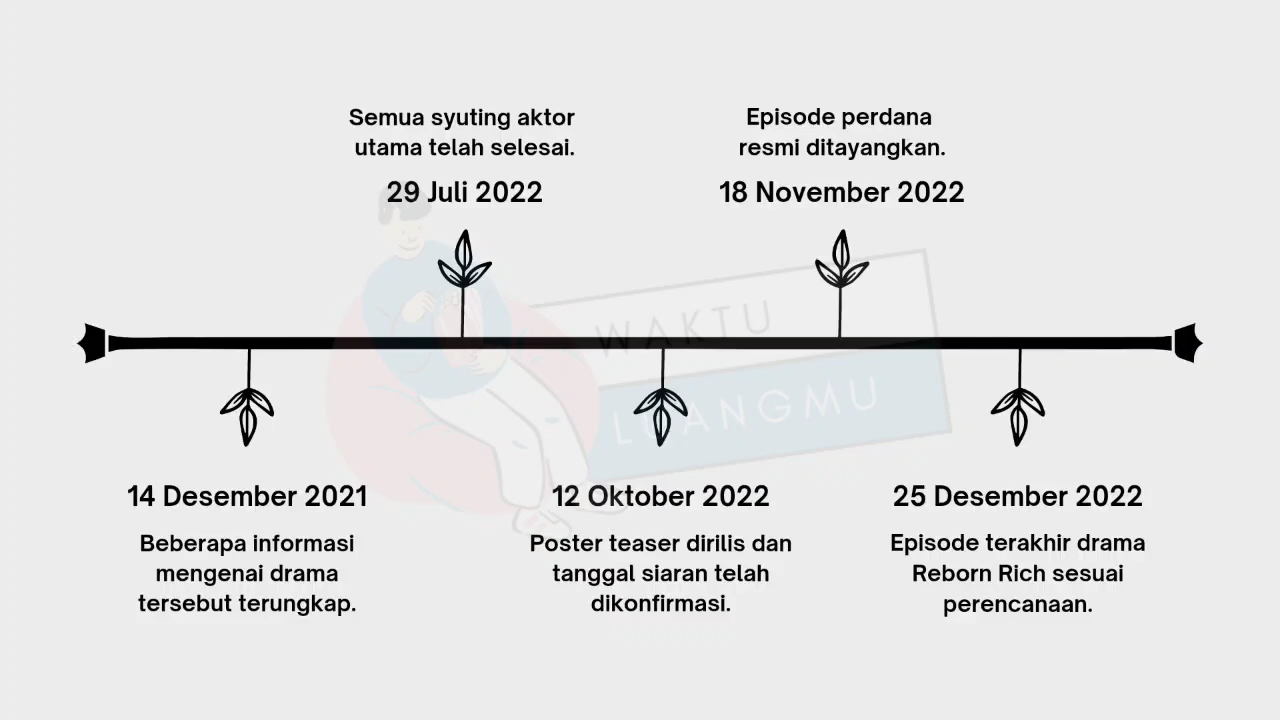 Semua syuting aktor
utama telah selesai.
29 Juli 2022
Episode perdana
resmi ditayangkan.
18 November 2022
WAKTU
LUANGMU
14 Desember 2021
Beberapa informasi
mengenai drama
tersebut terungkap.
12 Oktober 2022
Poster teaser dirilis dan
tanggal siaran telah
dikonfirmasi.
25 Desember 2022
Episode terakhir drama
Reborn Rich sesuai
perencanaan.